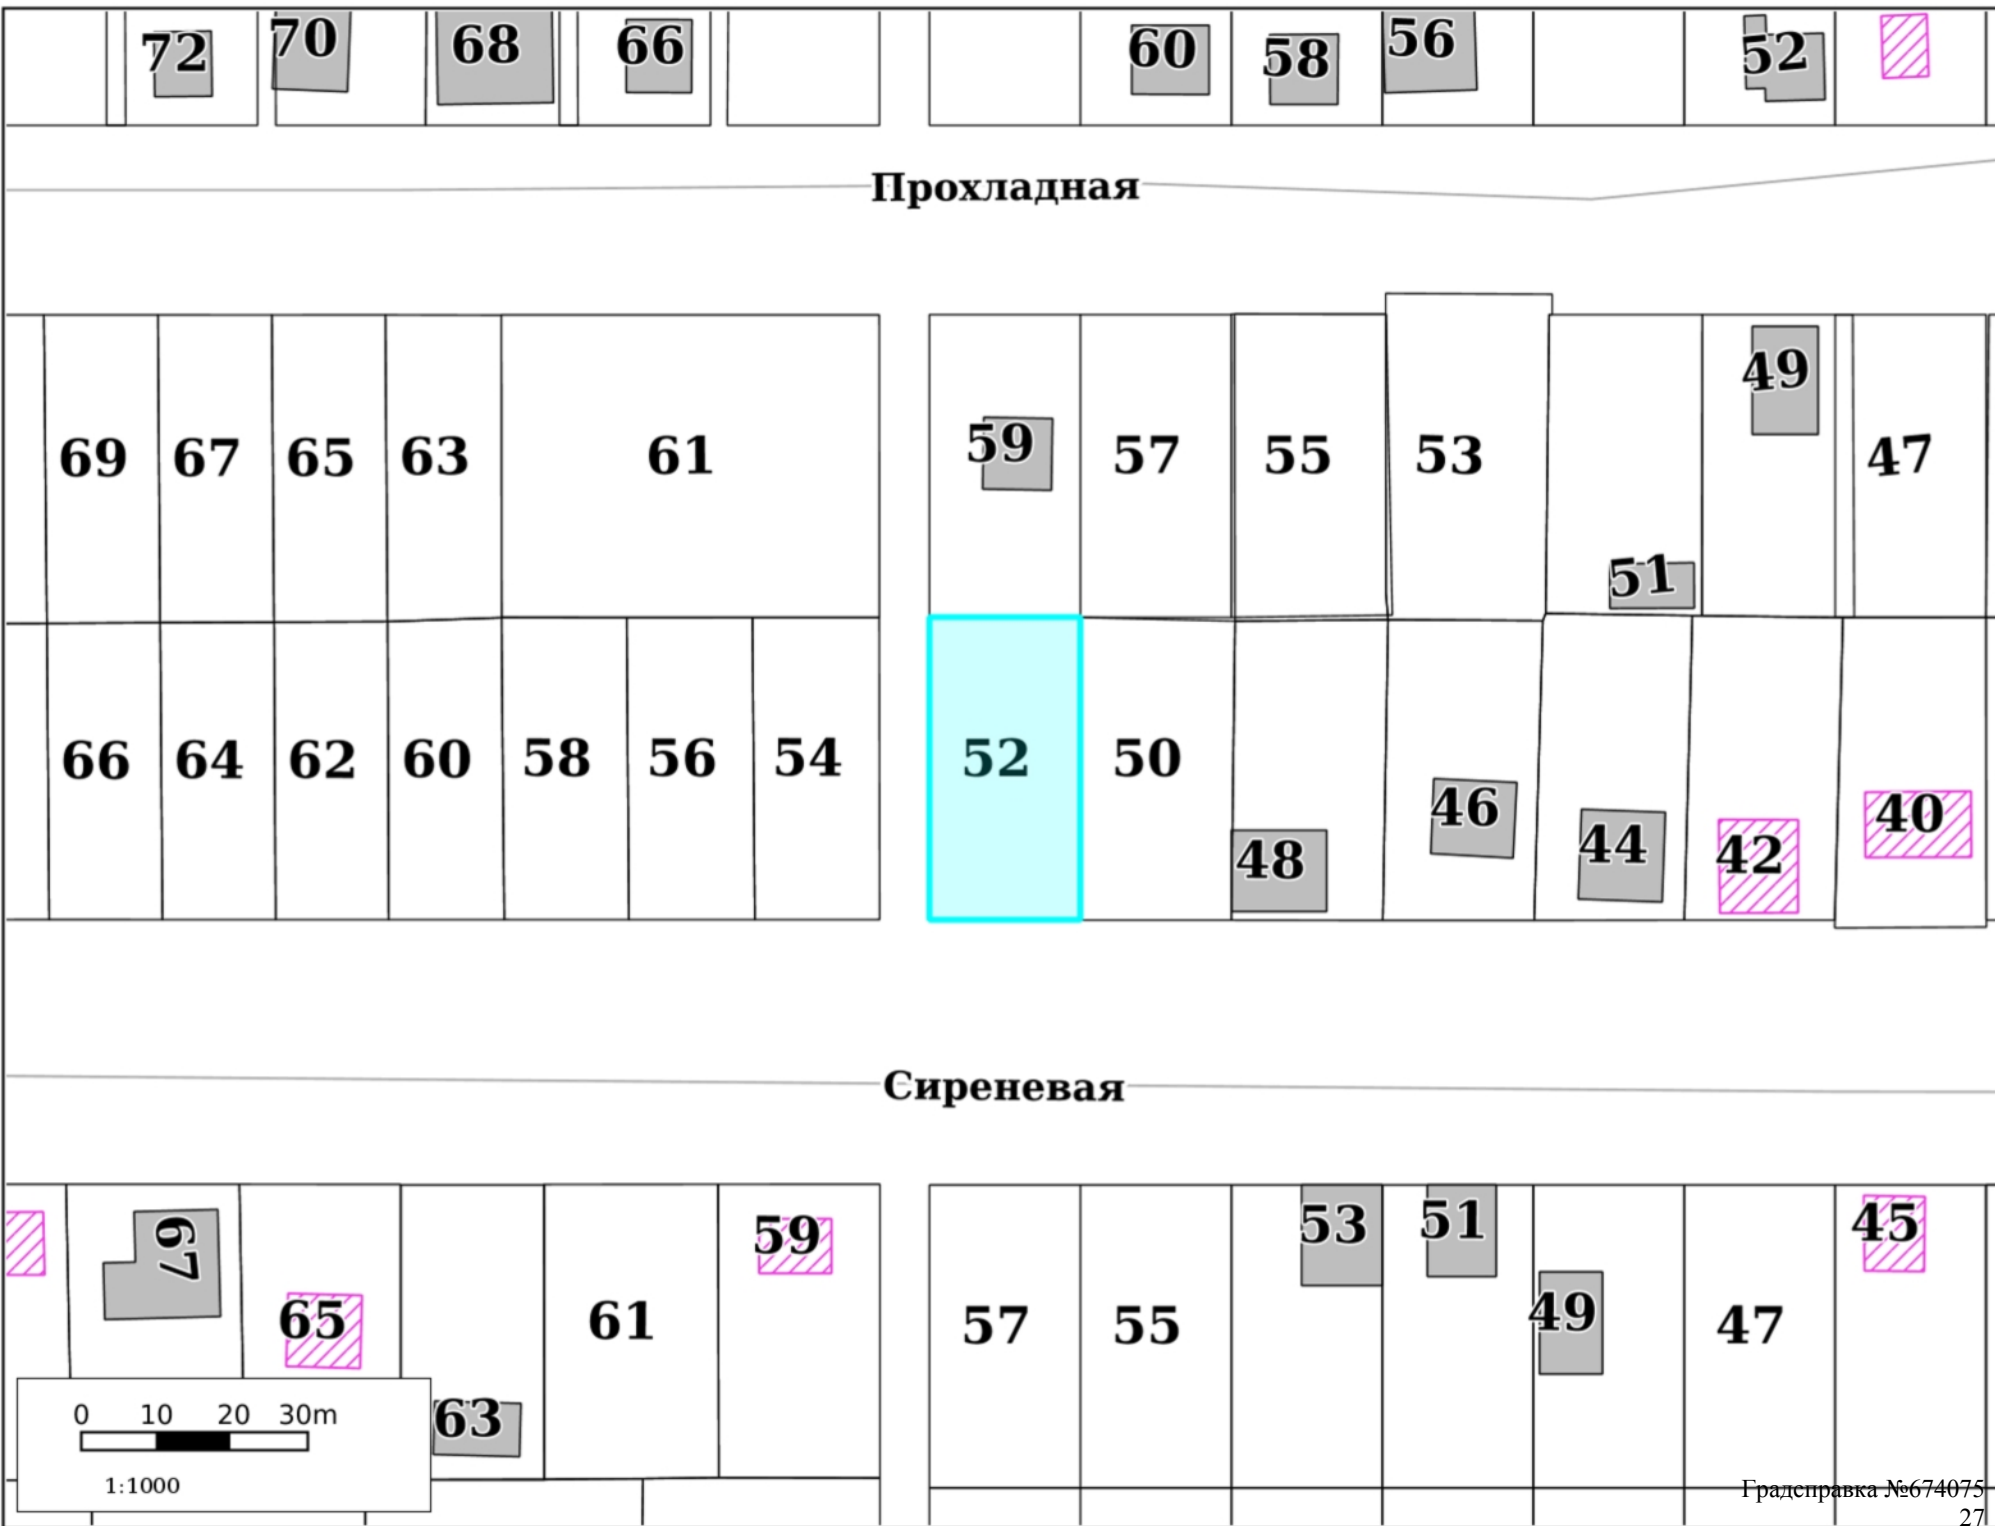 72 70 68 66 60 58 56 52
Прохладная
69 67 65 63 61 59 57 55 53 51 49 47
66 64 62 60 58 56 54 52 50 48 46 44 42 40
Сиреневая
67 65 63 61 59 57 55 53 51 49 47 45
0 10 20 30m
1:1000
Градсправка №674075
27